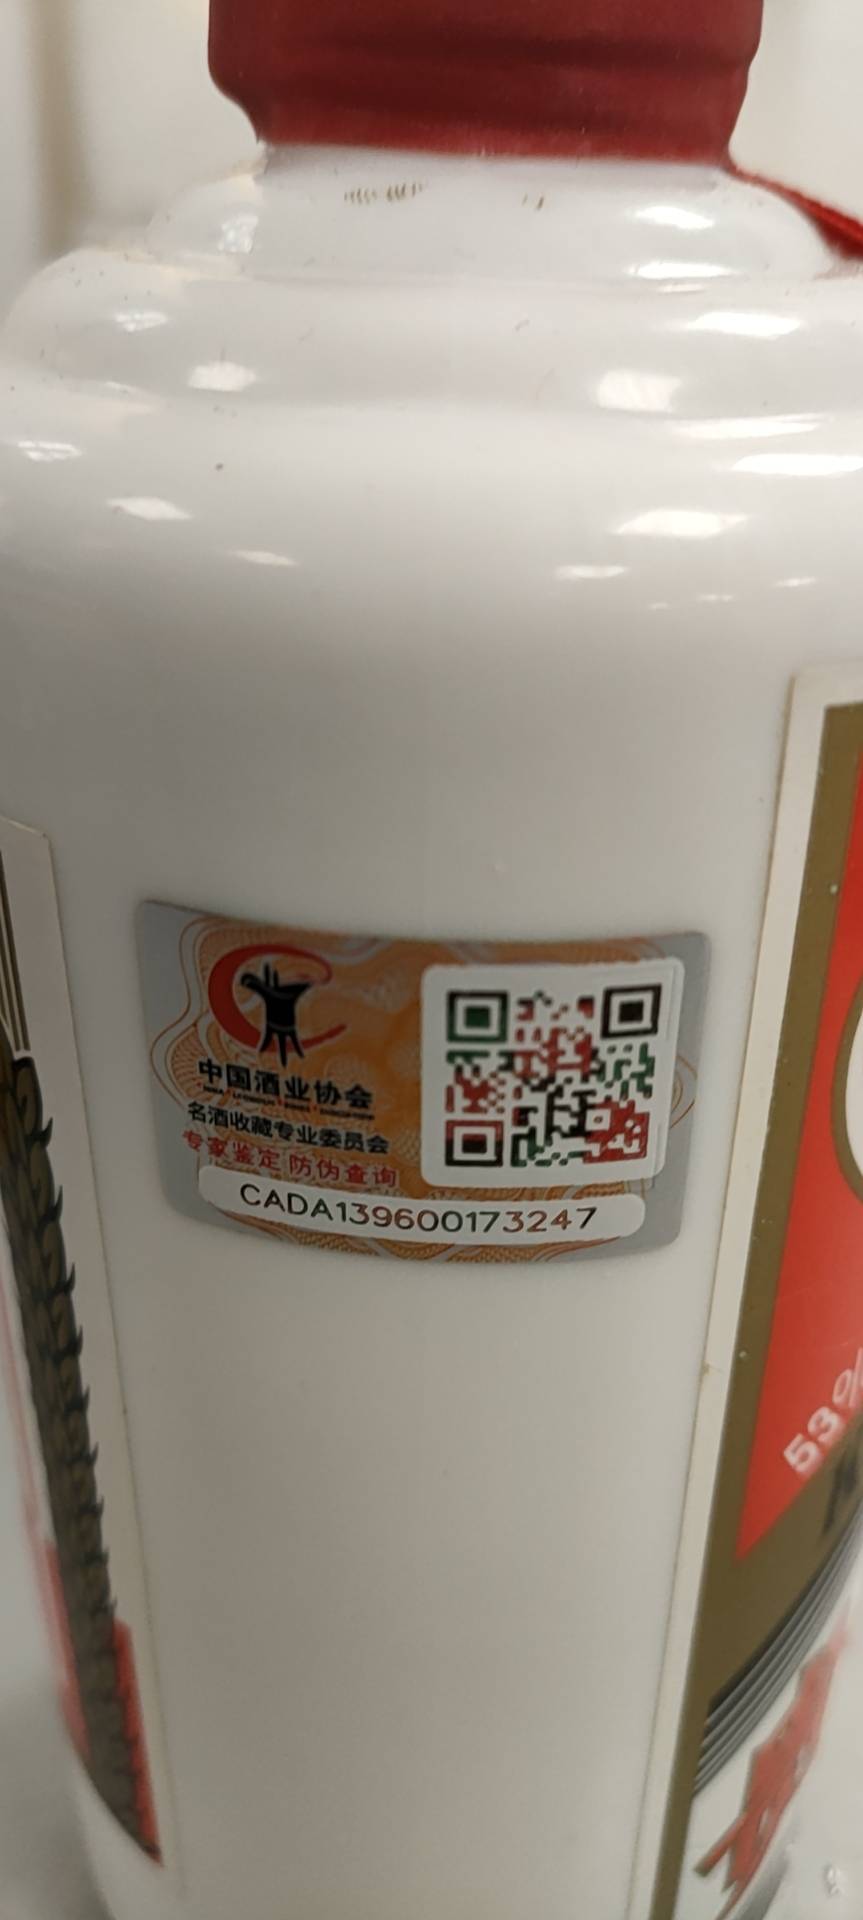 中国酒业协会
名酒收藏专业委员会
专家鉴定 防伪查询
CADA139600173247
53%